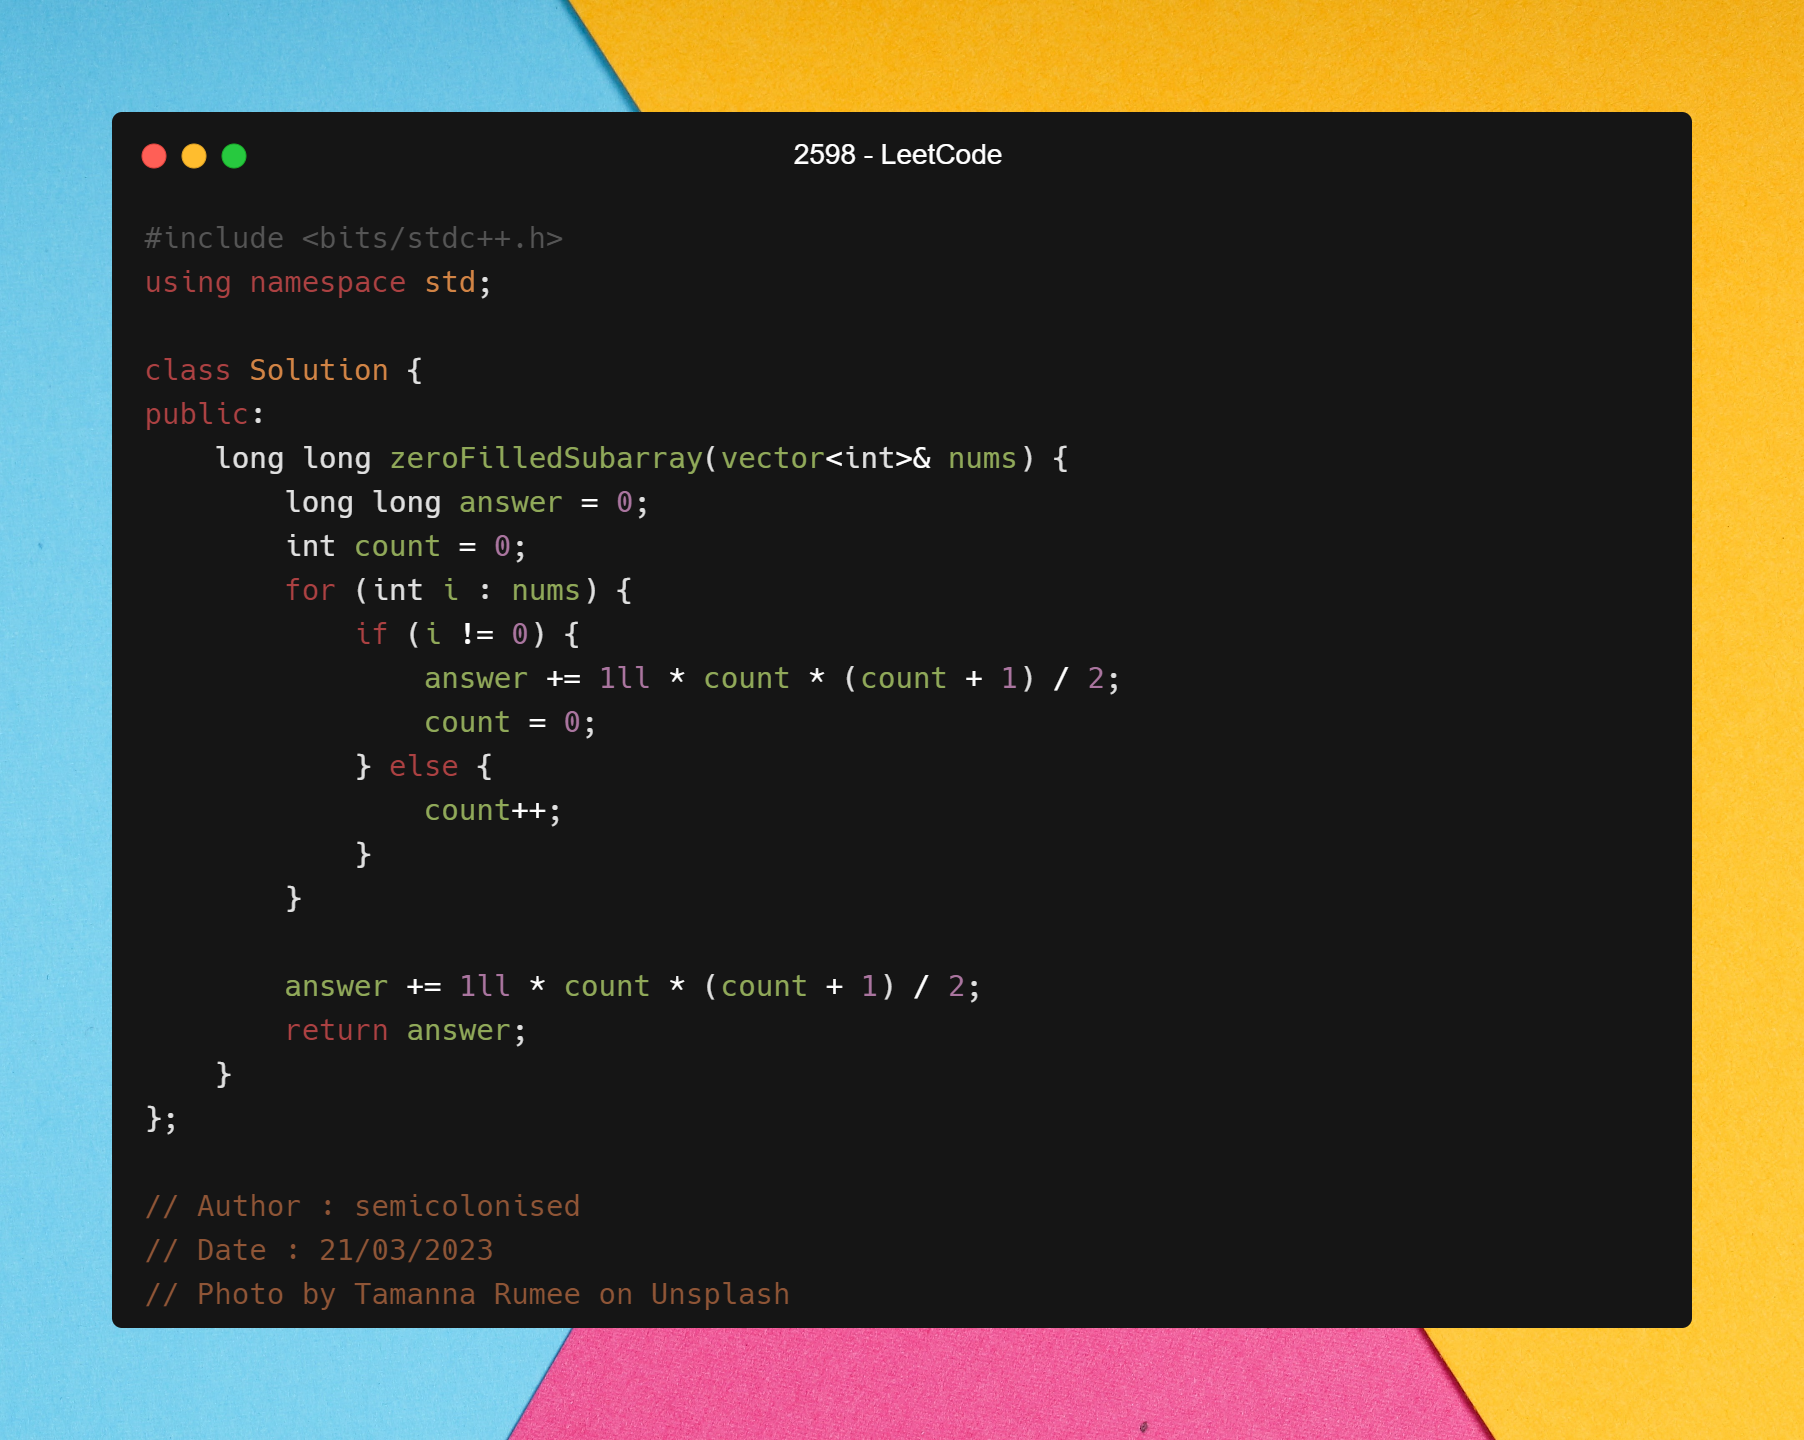 2598 - LeetCode
#include <bits/stdc++.h>
using namespace std;
class Solution {
public:
    long long zeroFilledSubarray(vector<int>& nums) {
        long long answer = 0;
        int count = 0;
        for (int i : nums) {
            if (i != 0) {
                answer += 1ll * count * (count + 1) / 2;
                count = 0;
            } else {
                count++;
            }
        }
        answer += 1ll * count * (count + 1) / 2;
        return answer;
    }
};
// Author : semicolonised
// Date : 21/03/2023
// Photo by Tamanna Rumee on Unsplash